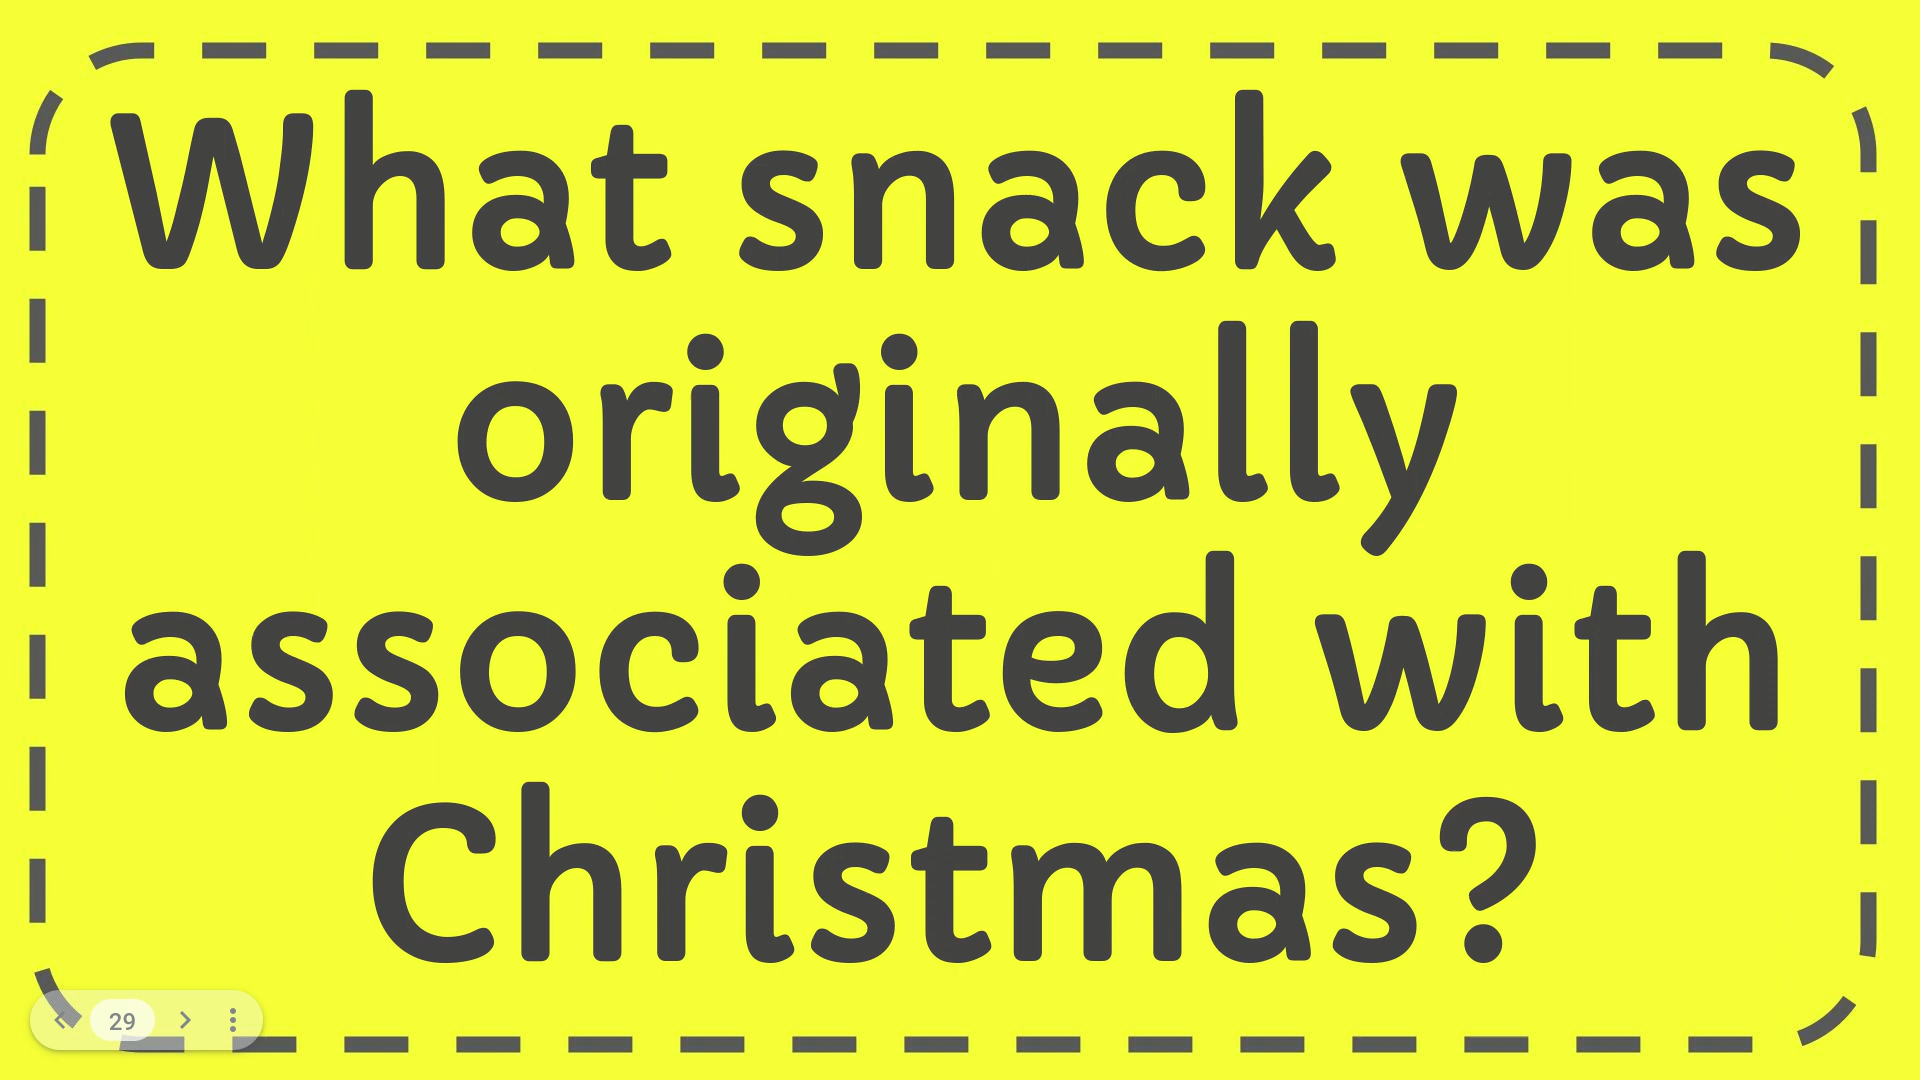 What snack was
originally
associated with
Christmas?
29